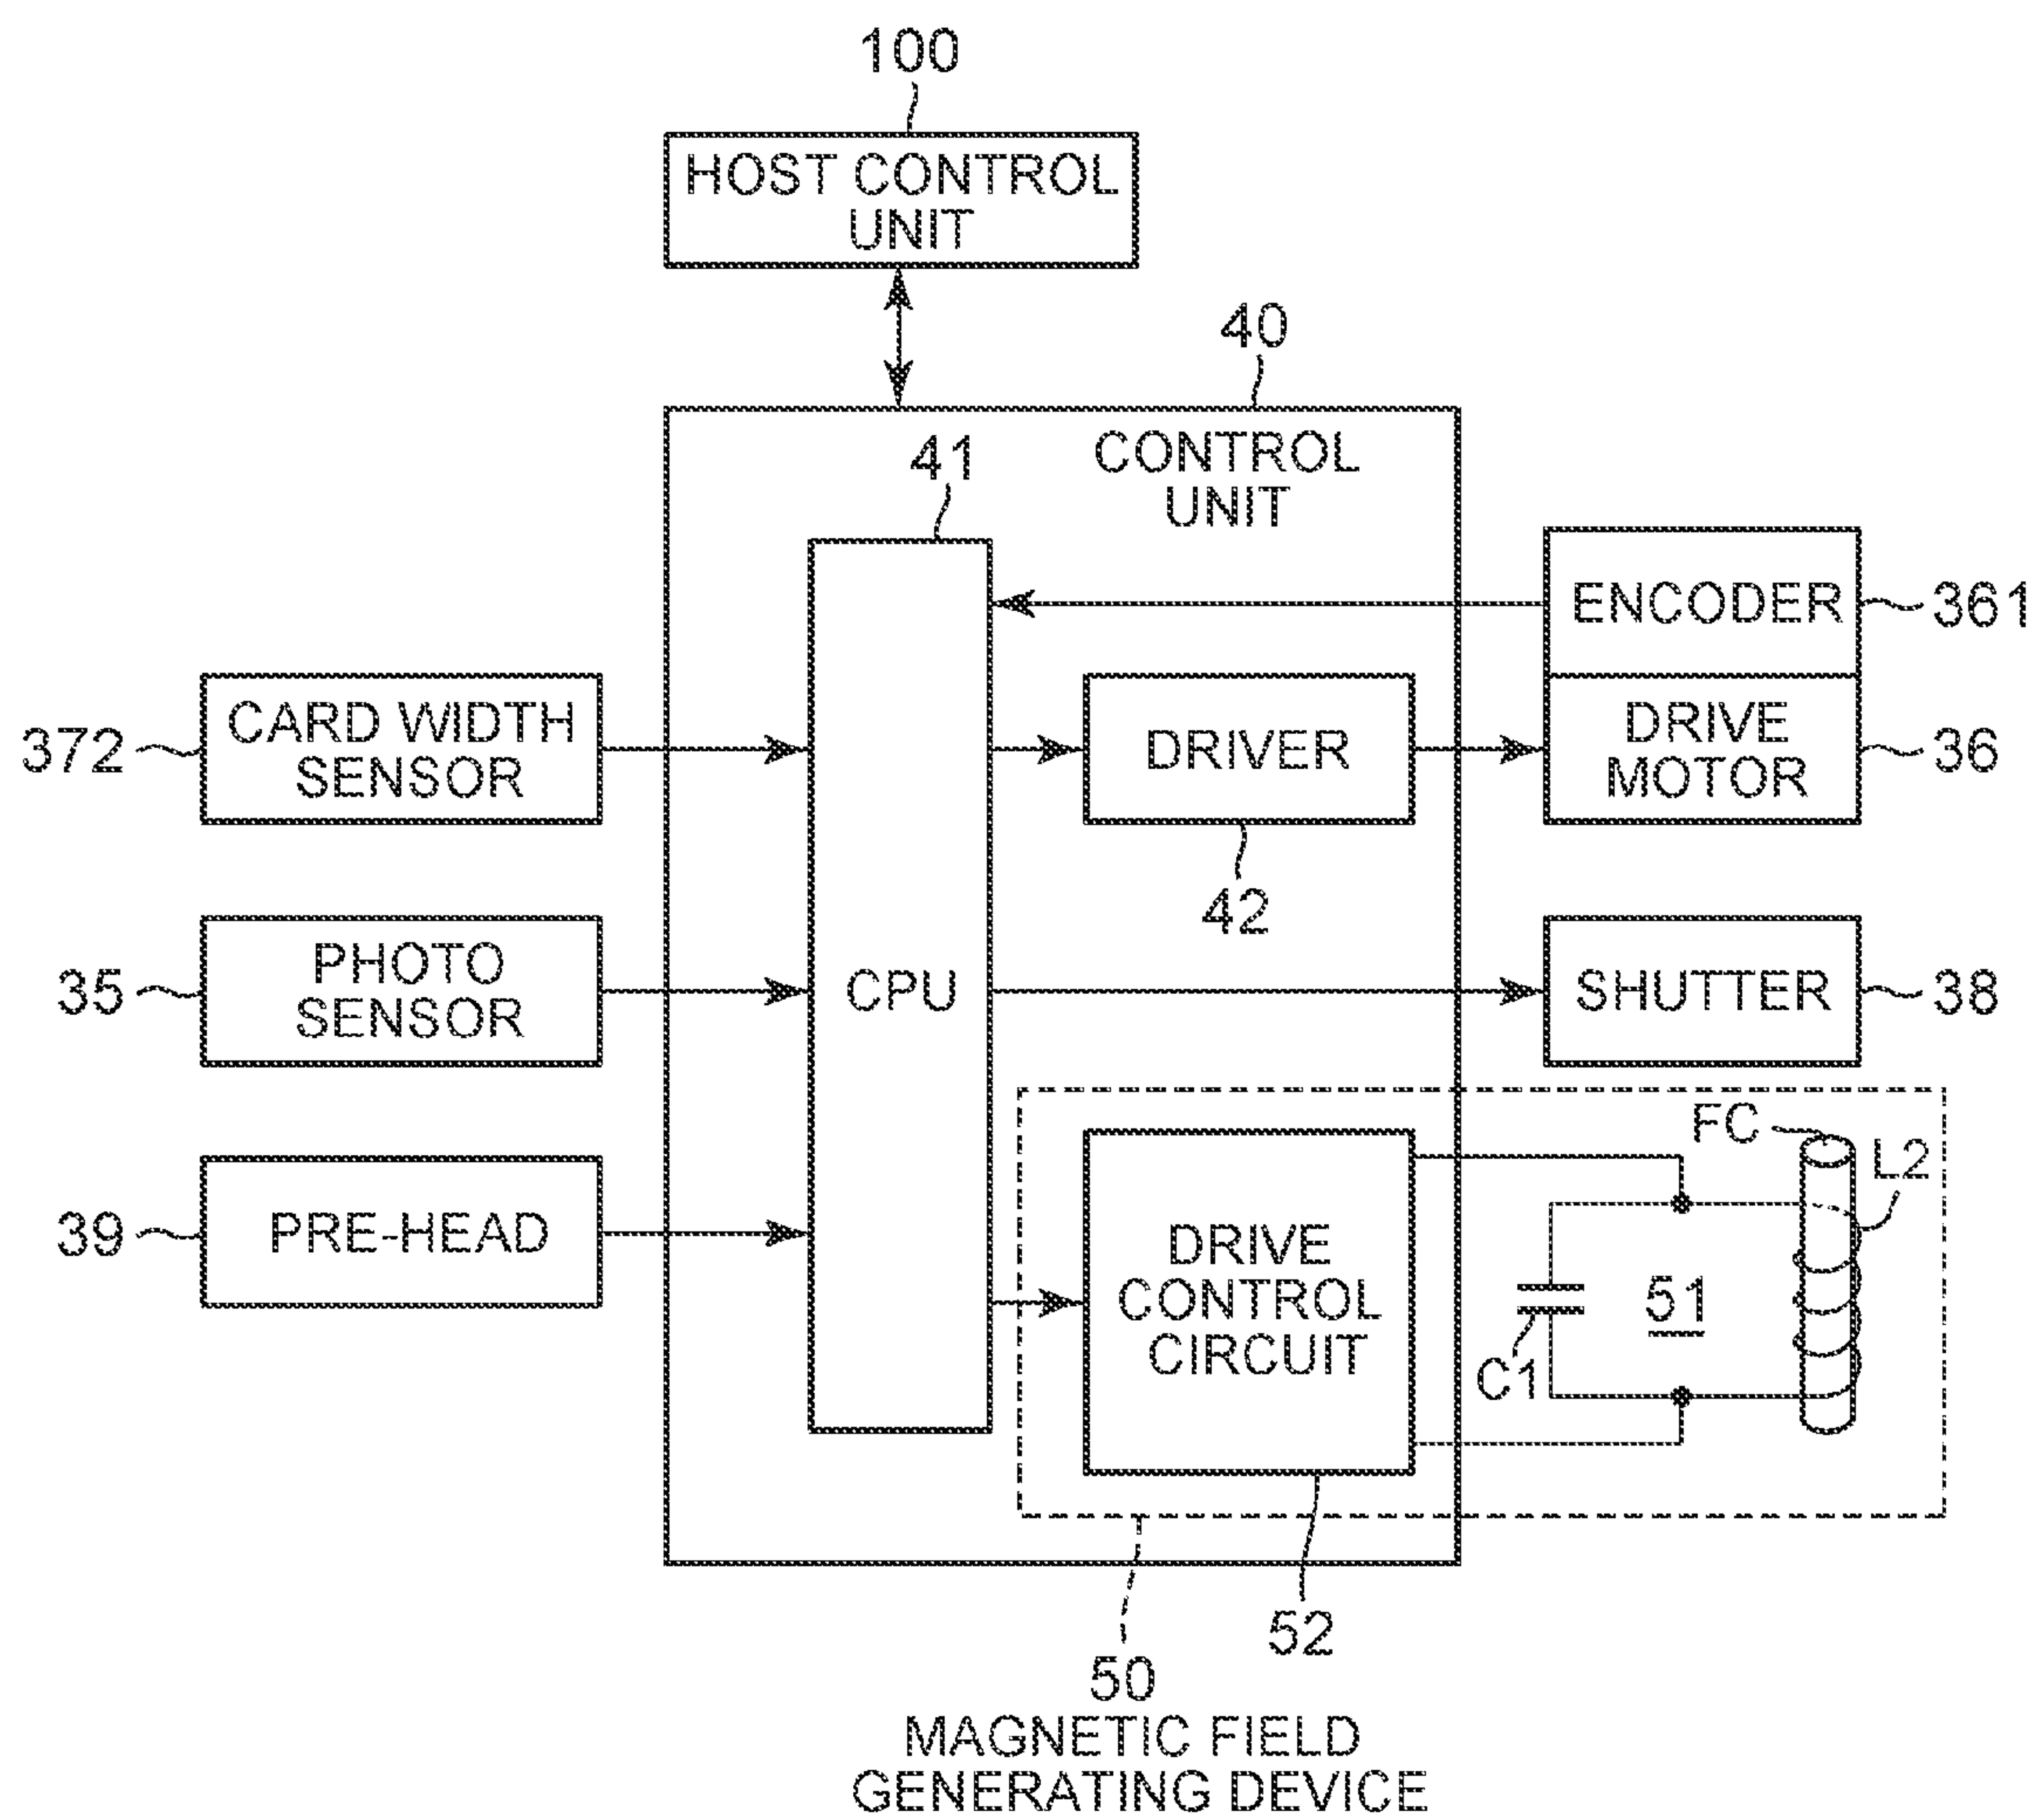 100
HOST CONTROL
UNIT
40
CONTROL
UNIT
41
ENCODER
361
372
CARD WIDTH
SENSOR
DRIVER
DRIVE
MOTOR
36
42
35
PHOTO
SENSOR
CPU
SHUTTER
38
FC
L2
39
PRE-HEAD
DRIVE
CONTROL
CIRCUIT
51
C1
52
50
MAGNETIC FIELD
GENERATING DEVICE